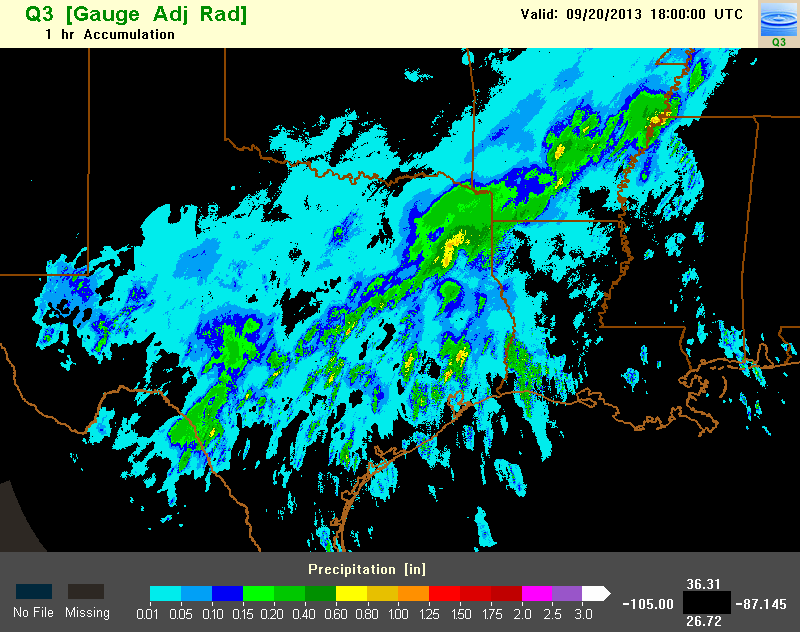 Q3 [Gauge Adj Rad]
1 hr Accumulation
Valid: 09/20/2013 18:00:00 UTC
Q3
Precipitation [in]
No File
Missing
0.01 0.05 0.10 0.15 0.20 0.40 0.60 0.80 1.00 1.25 1.50 1.75 2.0 2.5 3.0
36.31
-105.00
-87.145
26.72